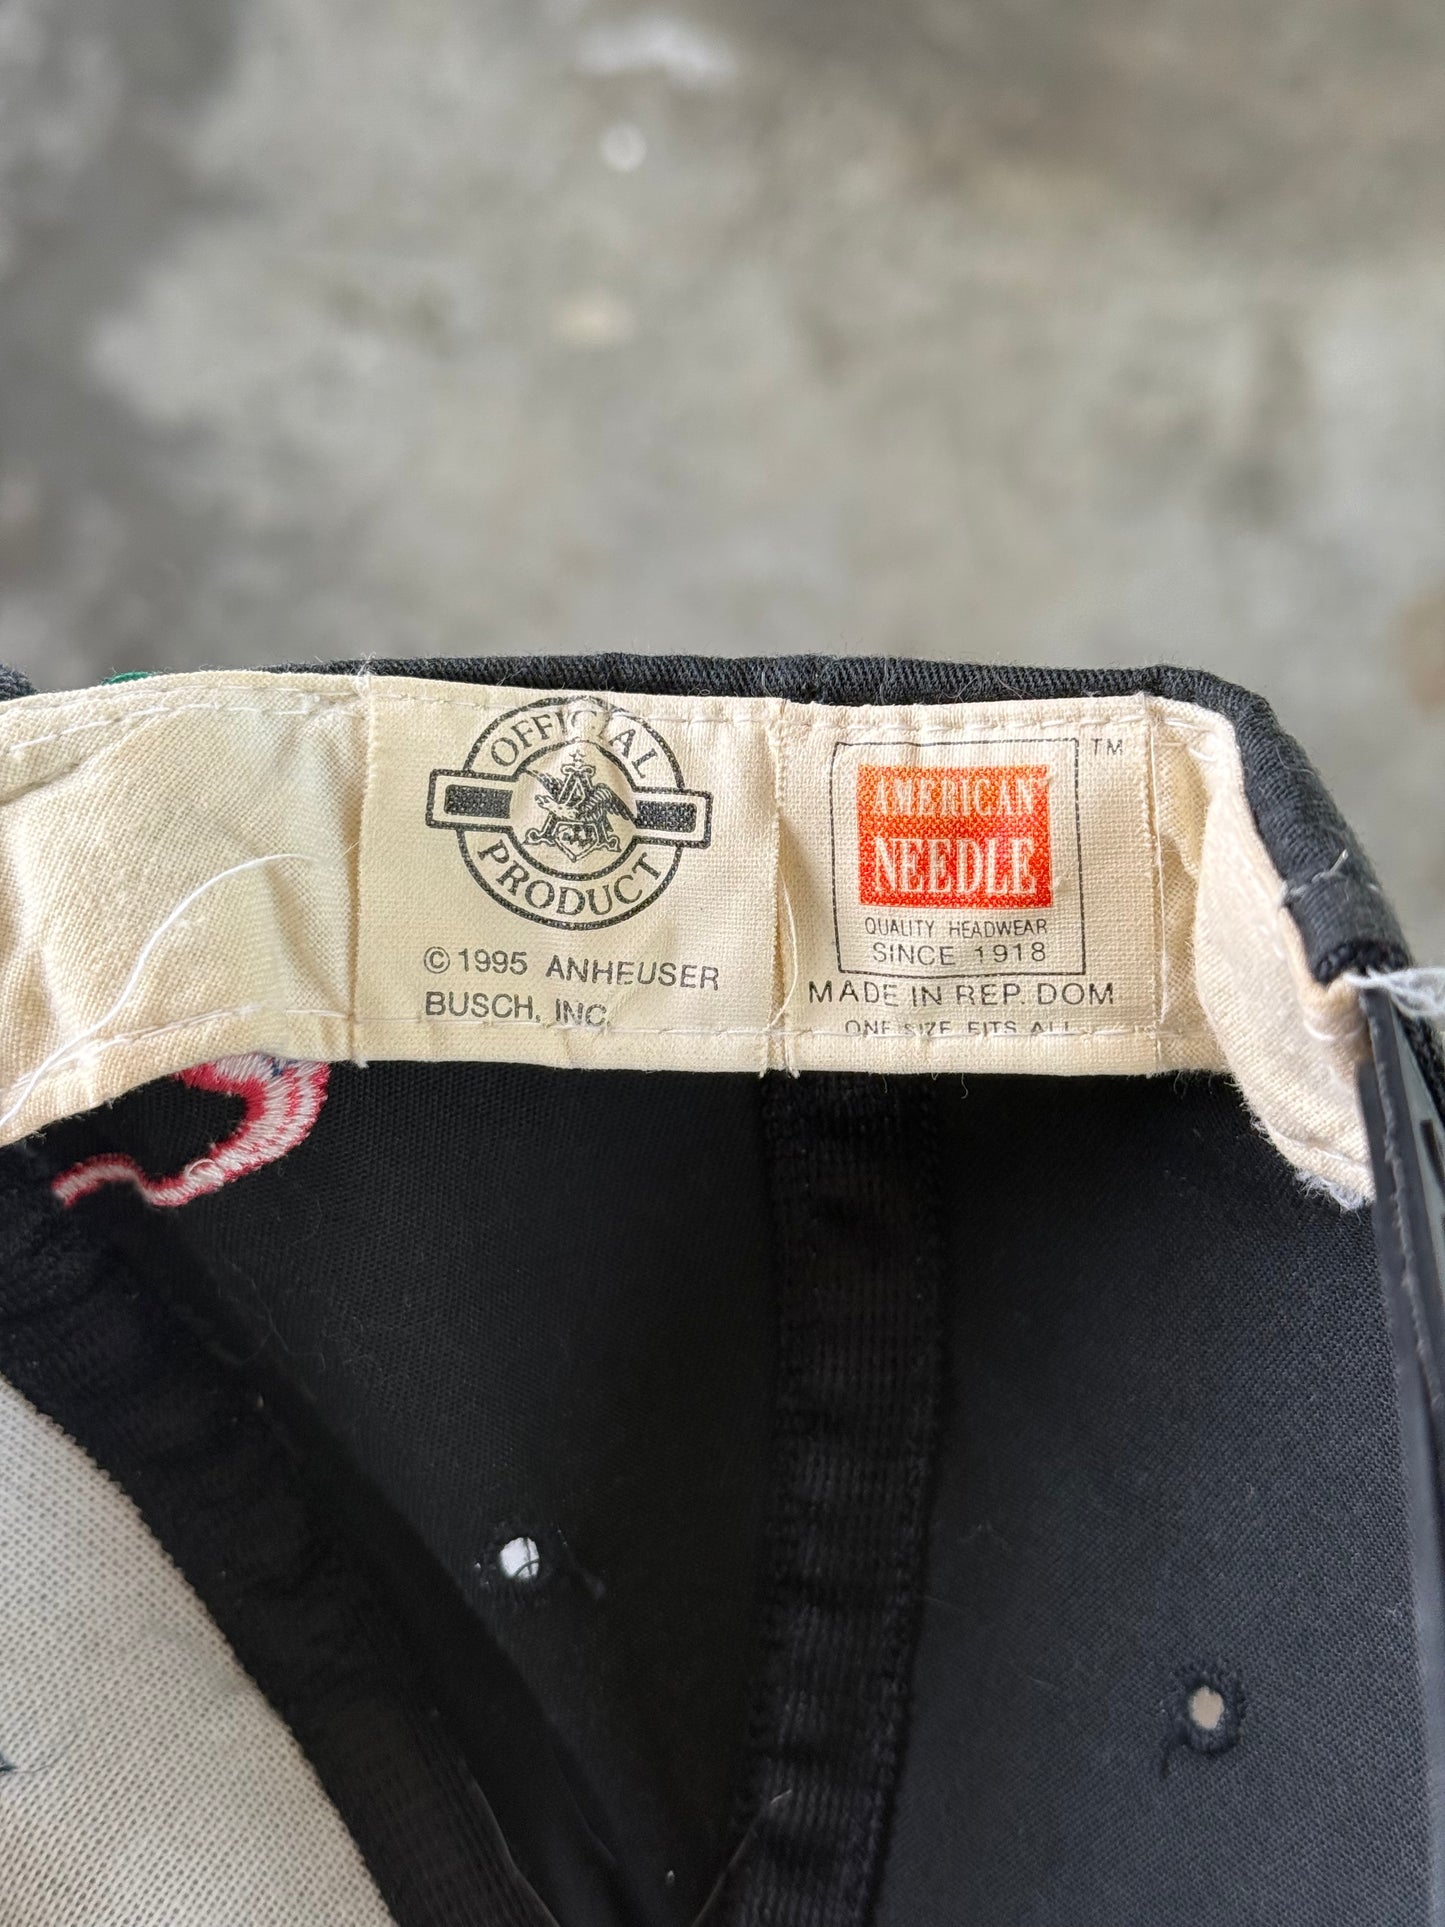 OFFICIAL
PRODUCT
© 1995 ANHEUSER
BUSCH, INC.
TM
AMERICAN
NEEDLE
QUALITY HEADWEAR
SINCE 1918
MADE IN REP. DOM
ONE SIZE FITS ALL